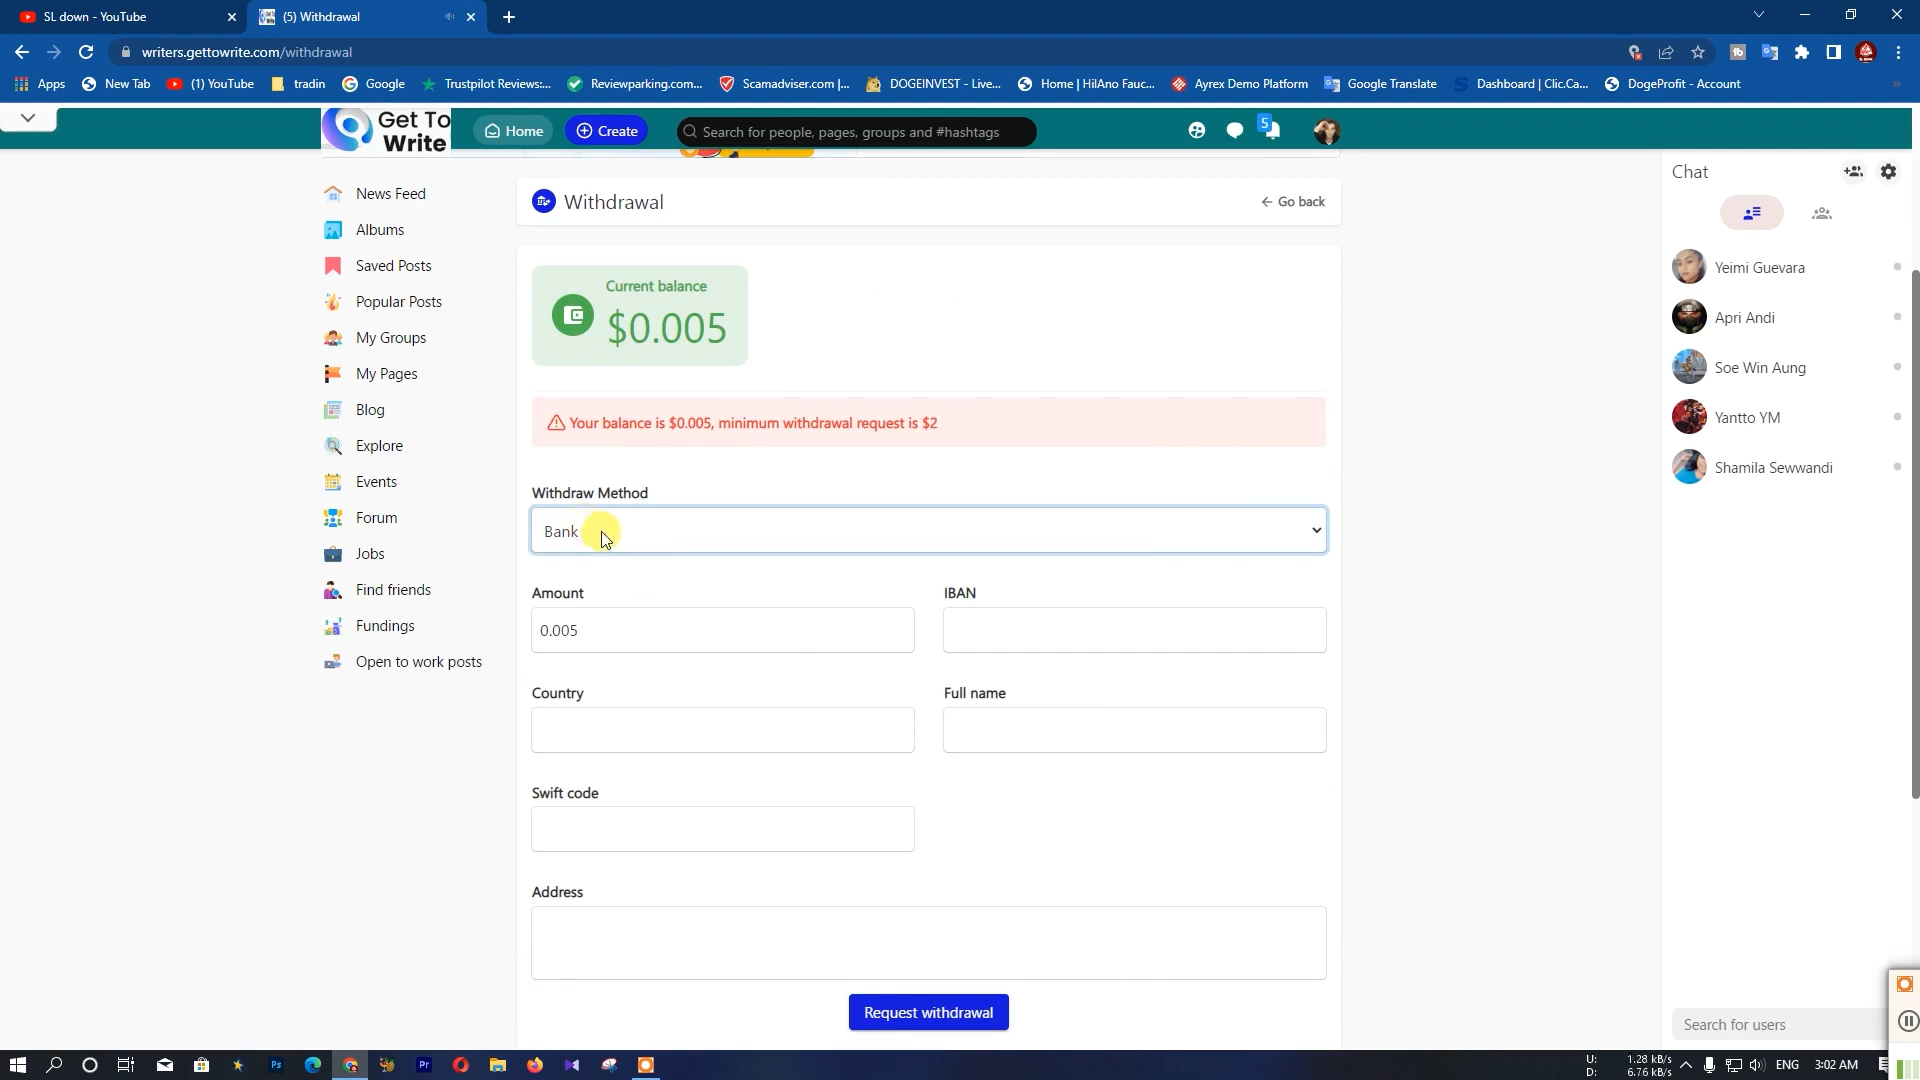 SL down - YouTube
(5) Withdrawal
writers.gettowrite.com/withdrawal
Apps
New Tab
(1) YouTube
tradin
Google
Trustpilot Reviews:...
Reviewparking.com...
Scamadviser.com |...
DOGEINVEST - Live...
Home | HilAno Fauc...
Ayrex Demo Platform
Google Translate
Dashboard | Clic.Ca...
DogeProfit - Account
»
Get To
Write
Home
Create
Search for people, pages, groups and #hashtags
5
News Feed
Albums
Saved Posts
Popular Posts
My Groups
My Pages
Blog
Explore
Events
Forum
Jobs
Find friends
Fundings
Open to work posts
Withdrawal
Go back
Current balance
$0.005
Your balance is $0.005, minimum withdrawal request is $2
Withdraw Method
Bank
Amount
IBAN
0.005
Country
Full name
Swift code
Address
Request withdrawal
Chat
Yeimi Guevara
Apri Andi
Soe Win Aung
Yantto YM
Shamila Sewwandi
Search for users
Ps
Pr
U: 1.28 kB/s
D: 6.76 kB/s
ENG
3:02 AM